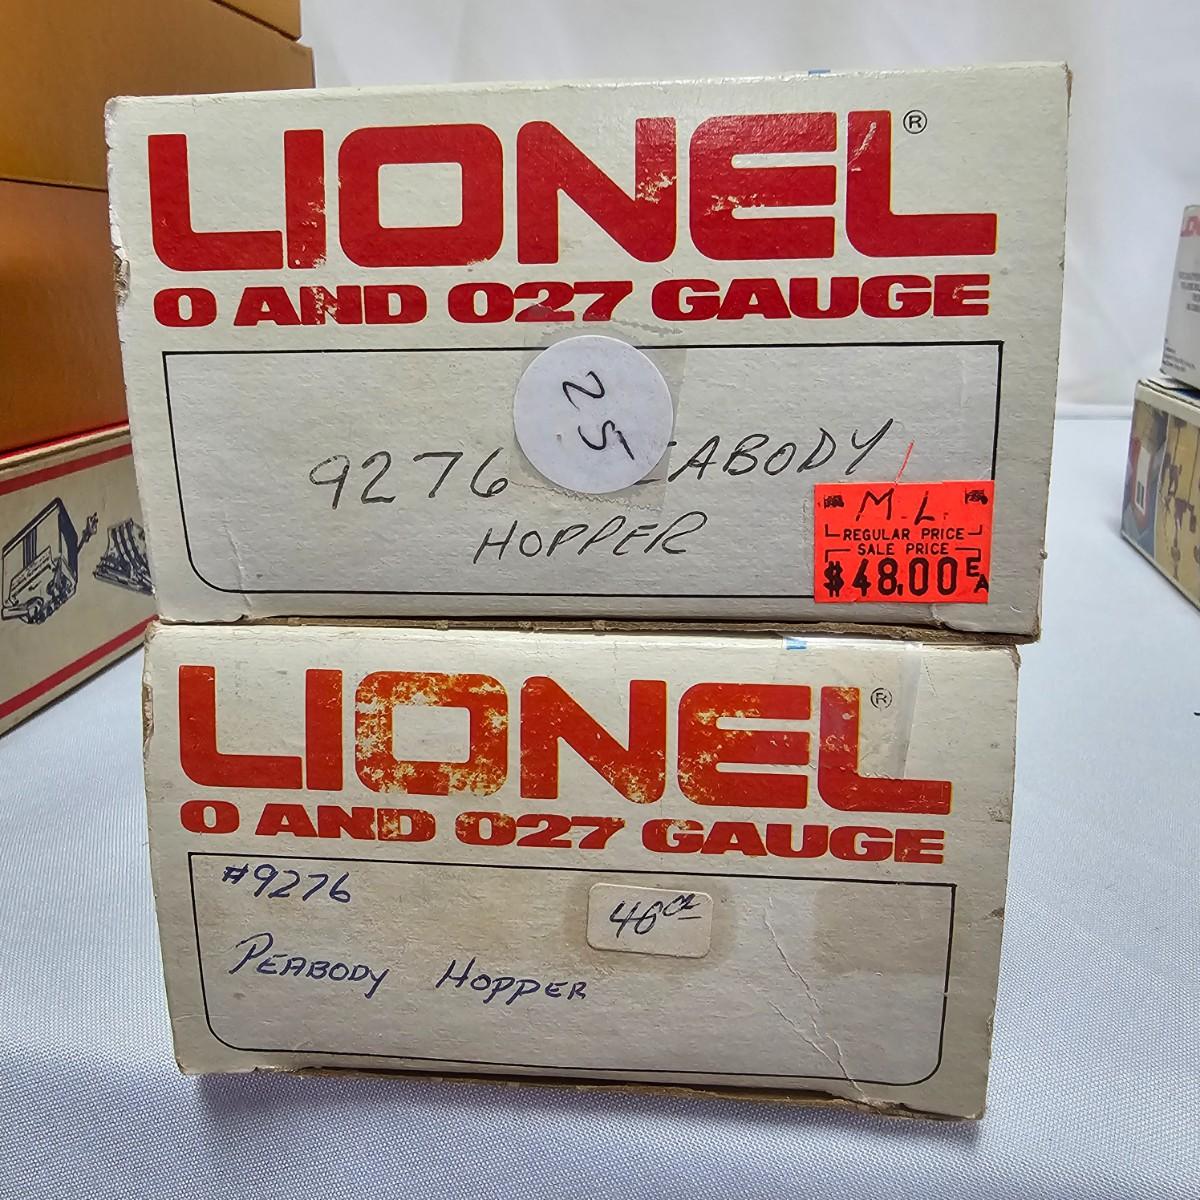 LIONEL®
O AND O27 GAUGE
25
9276 EABODY
HOPPER
M.L.
REGULAR PRICE
SALE PRICE
$48.00 EA
LIONEL®
O AND O27 GAUGE
#9276
46
PEABODY HOPPER